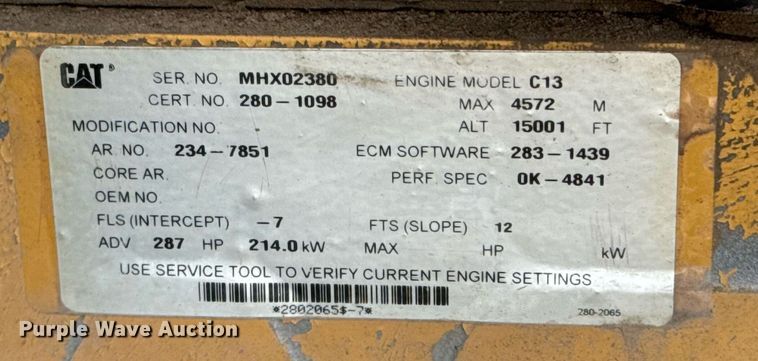 CAT® SER. NO. MHX02380 ENGINE MODEL C13
CERT. NO. 280-1098 MAX 4572 M
MODIFICATION NO. ALT 15001 FT
AR. NO. 234-7851 ECM SOFTWARE 283-1439
CORE AR. PERF. SPEC 0K-4841
OEM NO.
FLS (INTERCEPT) -7 FTS (SLOPE) 12
ADV 287 HP 214.0 kW MAX HP kW
USE SERVICE TOOL TO VERIFY CURRENT ENGINE SETTINGS
*2802065$-7* 280-2065
Purple Wave Auction